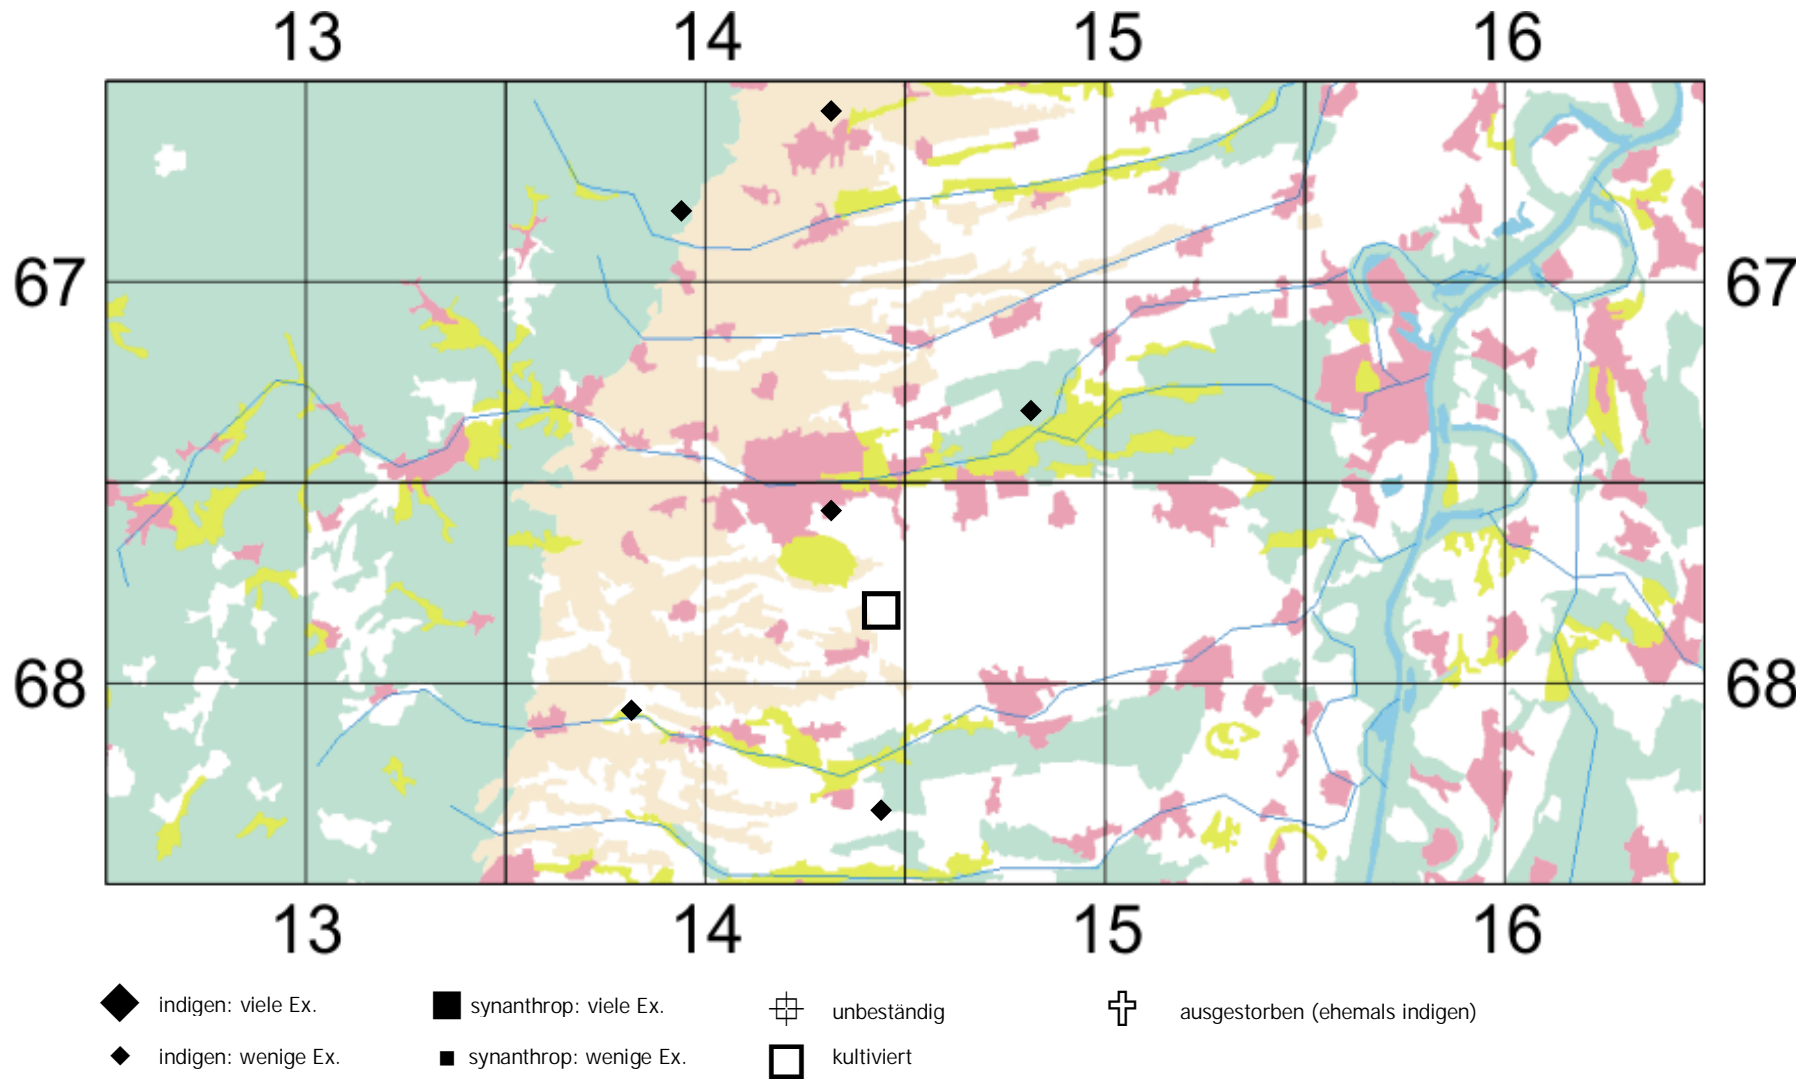 13 14 15 16
67 67
68 68
13 14 15 16
indigen: viele Ex. synanthrop: viele Ex. unbeständig ausgestorben (ehemals indigen)
indigen: wenige Ex. synanthrop: wenige Ex. kultiviert